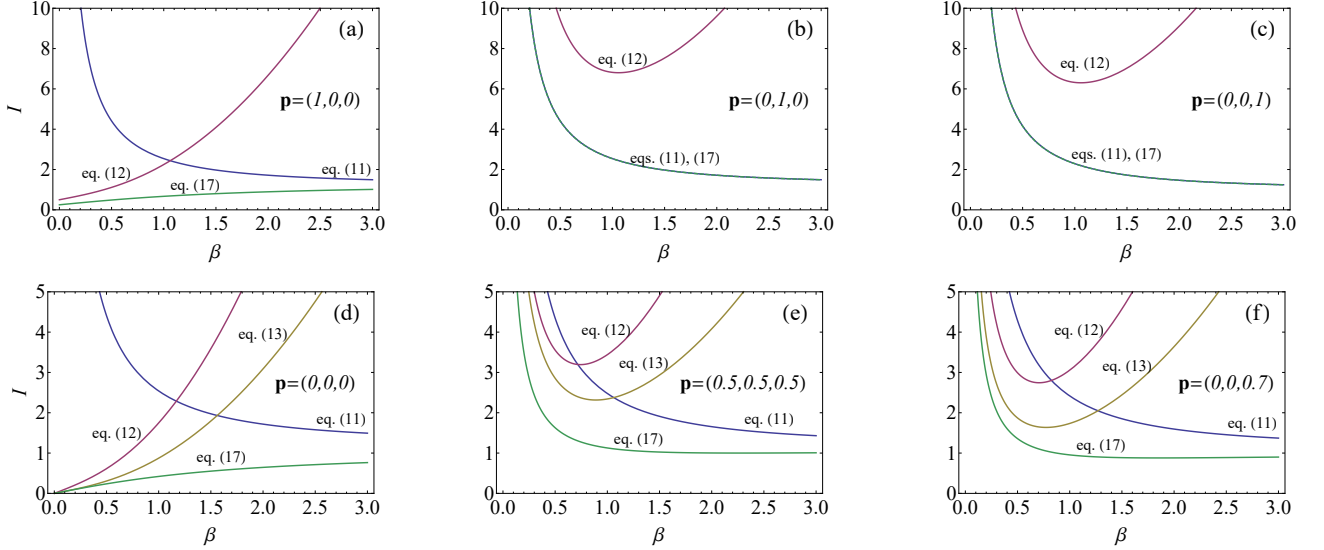 (a)
10
8
6
4
2
0
I
p=(1,0,0)
eq. (12)
eq. (11)
eq. (17)
0.0 0.5 1.0 1.5 2.0 2.5 3.0
β
(b)
10
8
6
4
2
0
eq. (12)
p=(0,1,0)
eqs. (11), (17)
0.0 0.5 1.0 1.5 2.0 2.5 3.0
β
(c)
10
8
6
4
2
0
eq. (12)
p=(0,0,1)
eqs. (11), (17)
0.0 0.5 1.0 1.5 2.0 2.5 3.0
β
(d)
5
4
3
2
1
0
I
eq. (13)
p=(0,0,0)
eq. (12)
eq. (11)
eq. (17)
0.0 0.5 1.0 1.5 2.0 2.5 3.0
β
(e)
5
4
3
2
1
0
eq. (12)
eq. (13)
p=(0.5,0.5,0.5)
eq. (11)
eq. (17)
0.0 0.5 1.0 1.5 2.0 2.5 3.0
β
(f)
5
4
3
2
1
0
eq. (12)
eq. (13)
p=(0,0,0.7)
eq. (11)
eq. (17)
0.0 0.5 1.0 1.5 2.0 2.5 3.0
β